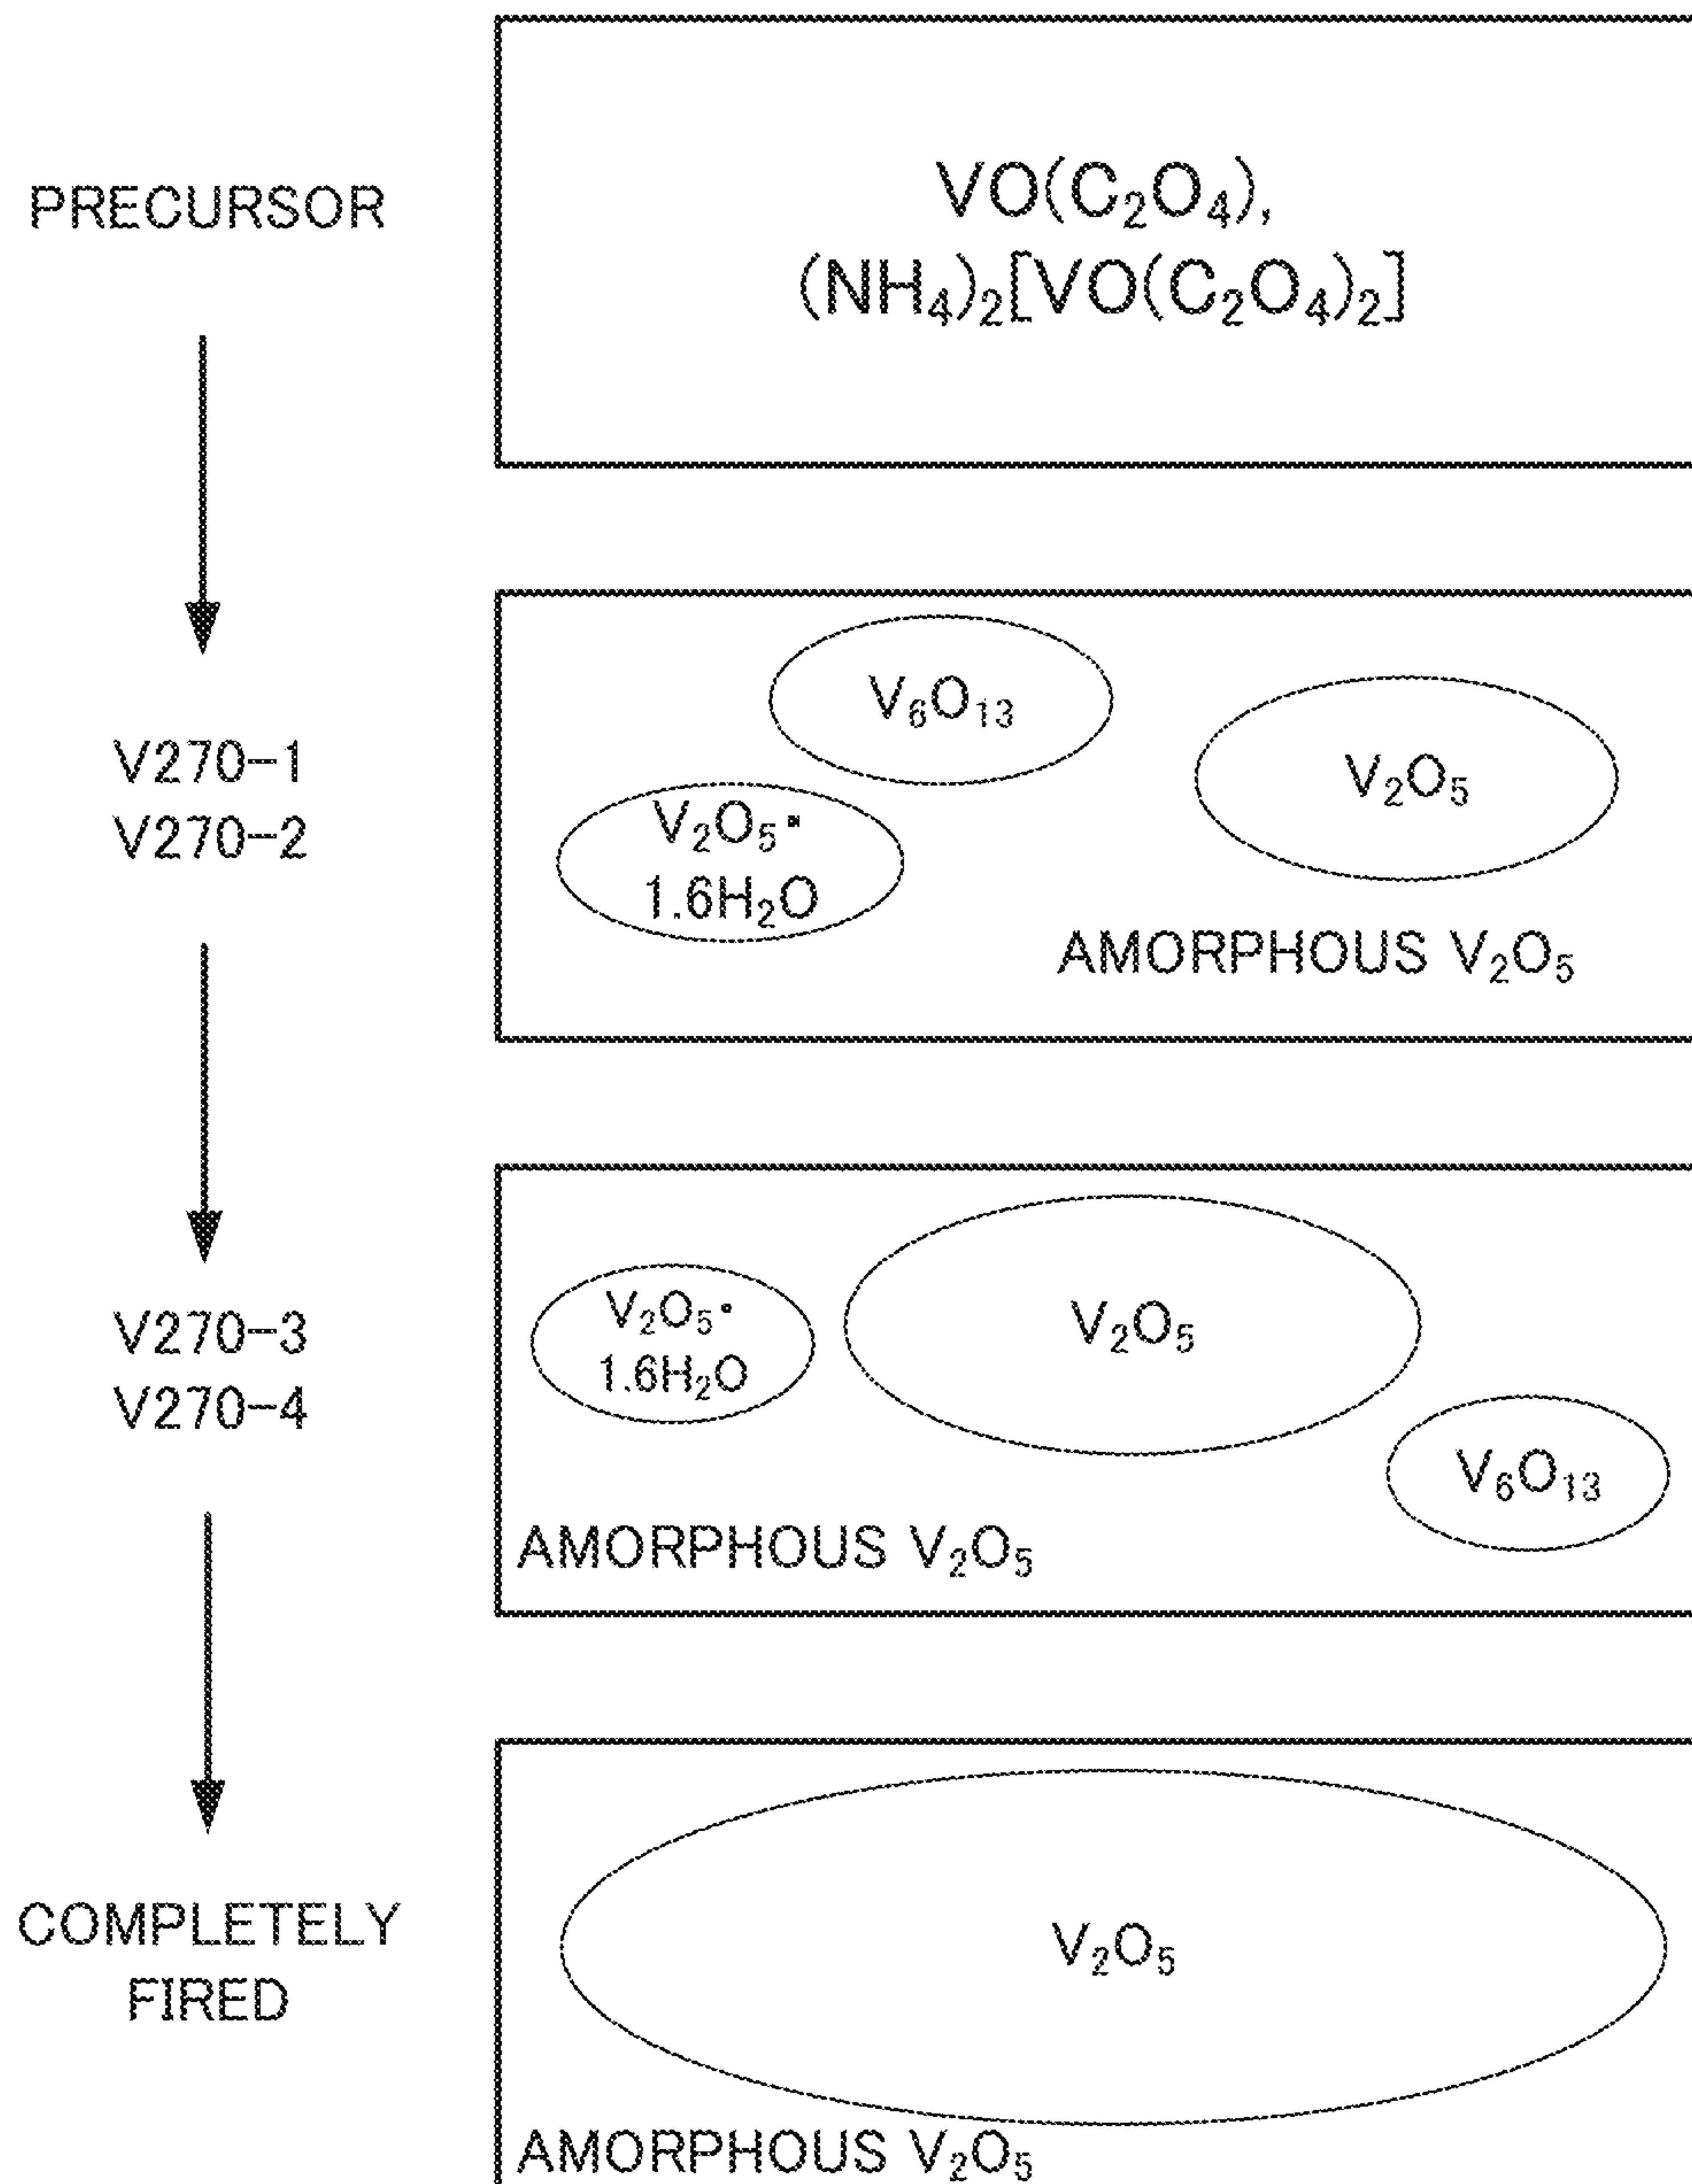 PRECURSOR
VO(C₂O₄),
(NH₄)₂[VO(C₂O₄)₂]
V270-1
V270-2
V₆O₁₃
V₂O₅
V₂O₅・
1.6H₂O
AMORPHOUS V₂O₅
V270-3
V270-4
V₂O₅・
1.6H₂O
V₂O₅
V₆O₁₃
AMORPHOUS V₂O₅
COMPLETELY
FIRED
V₂O₅
AMORPHOUS V₂O₅